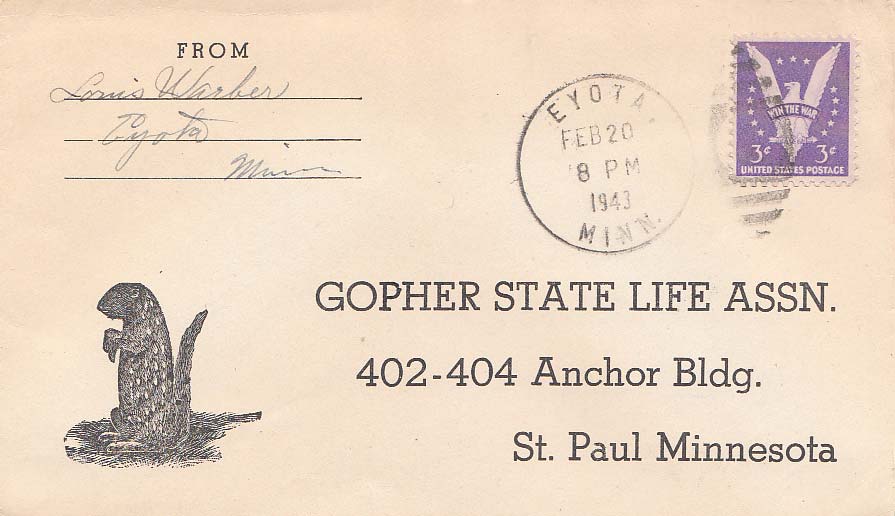 FROM
Louis Warber
Eyota
Minn
EYOTA,
FEB 20
8 PM
1943
MINN.
WIN THE WAR
3¢ 3¢
UNITED STATES POSTAGE
GOPHER STATE LIFE ASSN.
402-404 Anchor Bldg.
St. Paul Minnesota